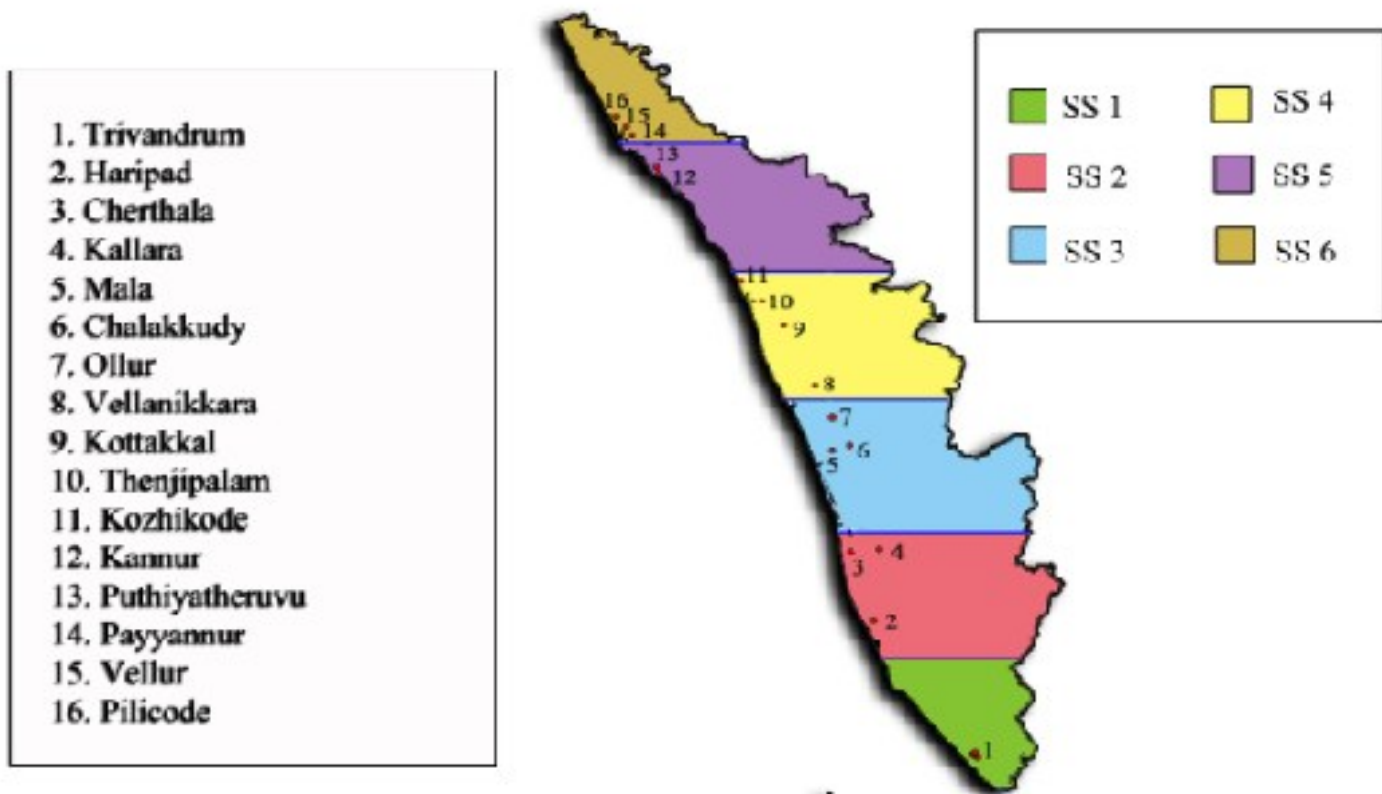 1. Trivandrum
2. Haripad
3. Cherthala
4. Kallara
5. Mala
6. Chalakkudy
7. Ollur
8. Vellanikkara
9. Kottakkal
10. Thenjipalam
11. Kozhikode
12. Kannur
13. Puthiyatheruvu
14. Payyannur
15. Vellur
16. Pilicode
16
15
14
13
12
11
10
9
8
7
6
5
4
3
2
1
SS 1
SS 2
SS 3
SS 4
SS 5
SS 6